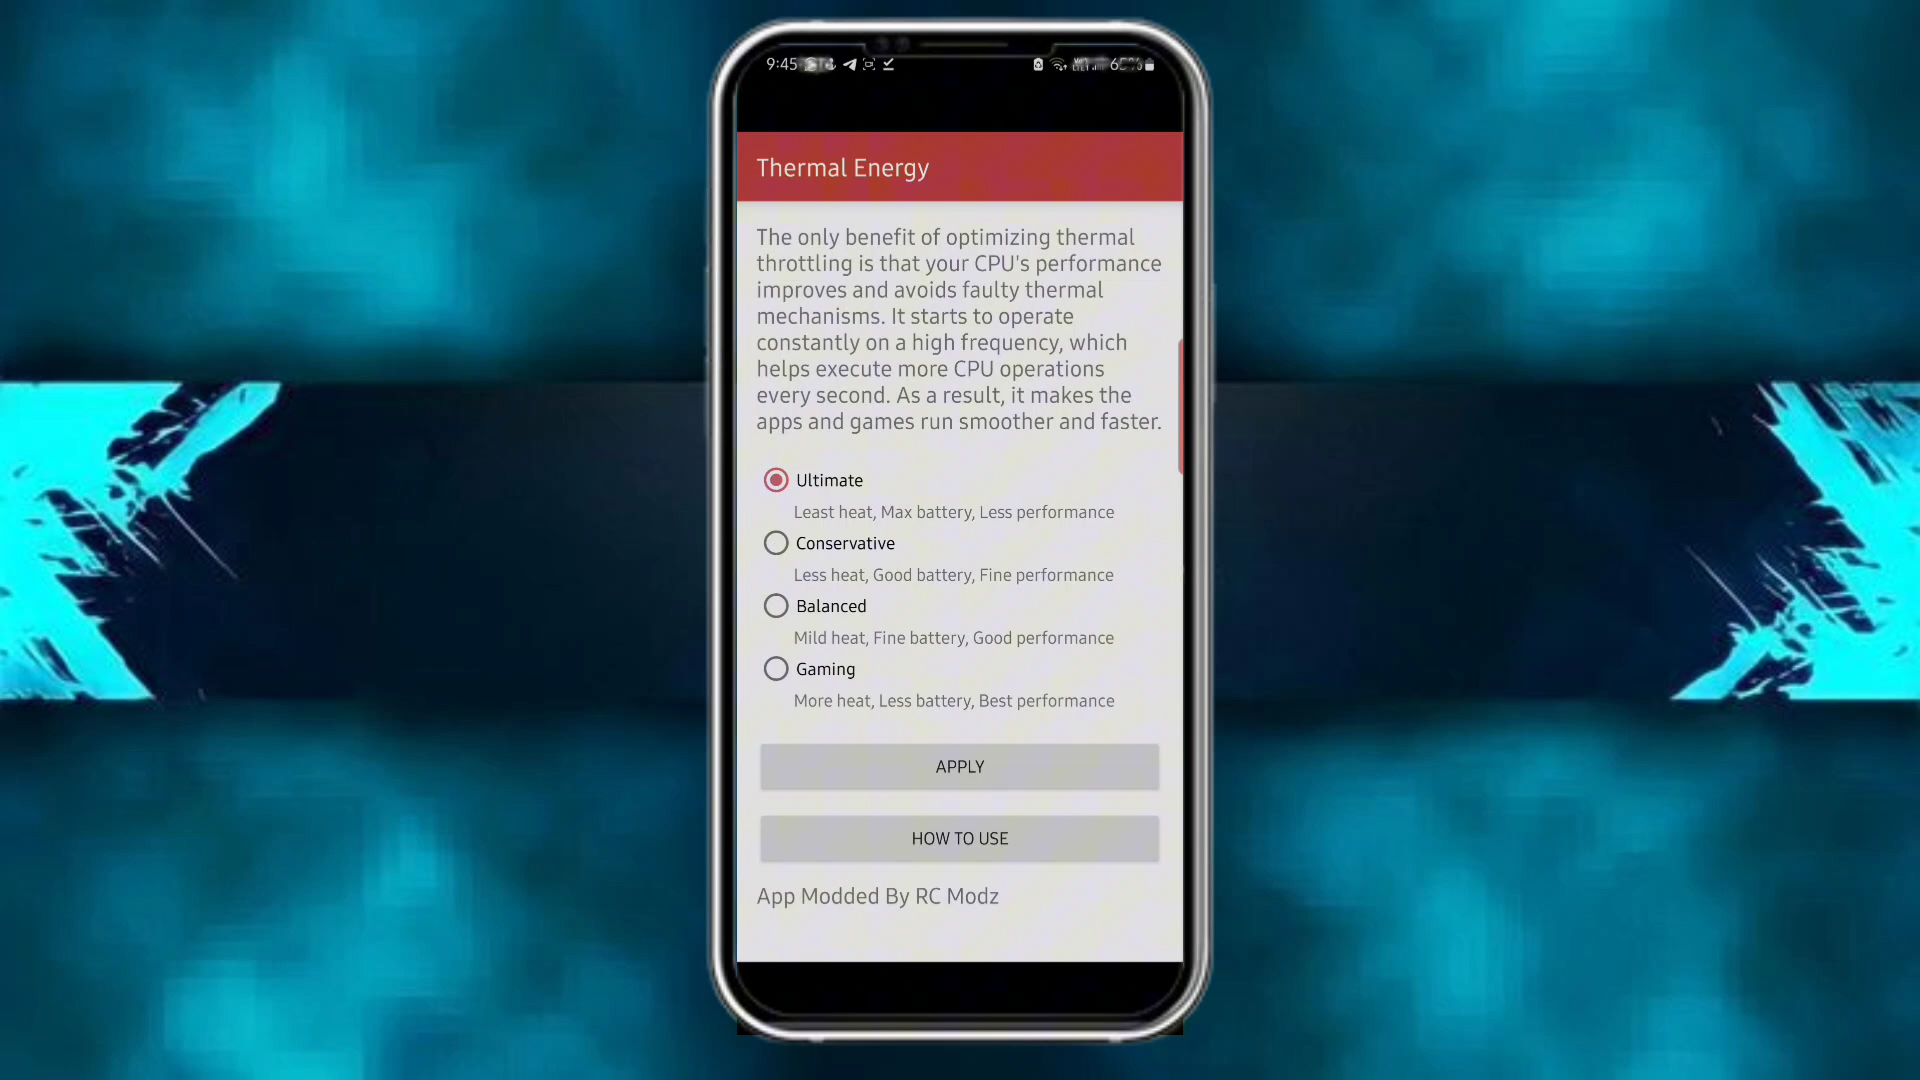 9:45
Thermal Energy
The only benefit of optimizing thermal
throttling is that your CPU's performance
improves and avoids faulty thermal
mechanisms. It starts to operate
constantly on a high frequency, which
helps execute more CPU operations
every second. As a result, it makes the
apps and games run smoother and faster.
Ultimate
Least heat, Max battery, Less performance
Conservative
Less heat, Good battery, Fine performance
Balanced
Mild heat, Fine battery, Good performance
Gaming
More heat, Less battery, Best performance
APPLY
HOW TO USE
App Modded By RC Modz